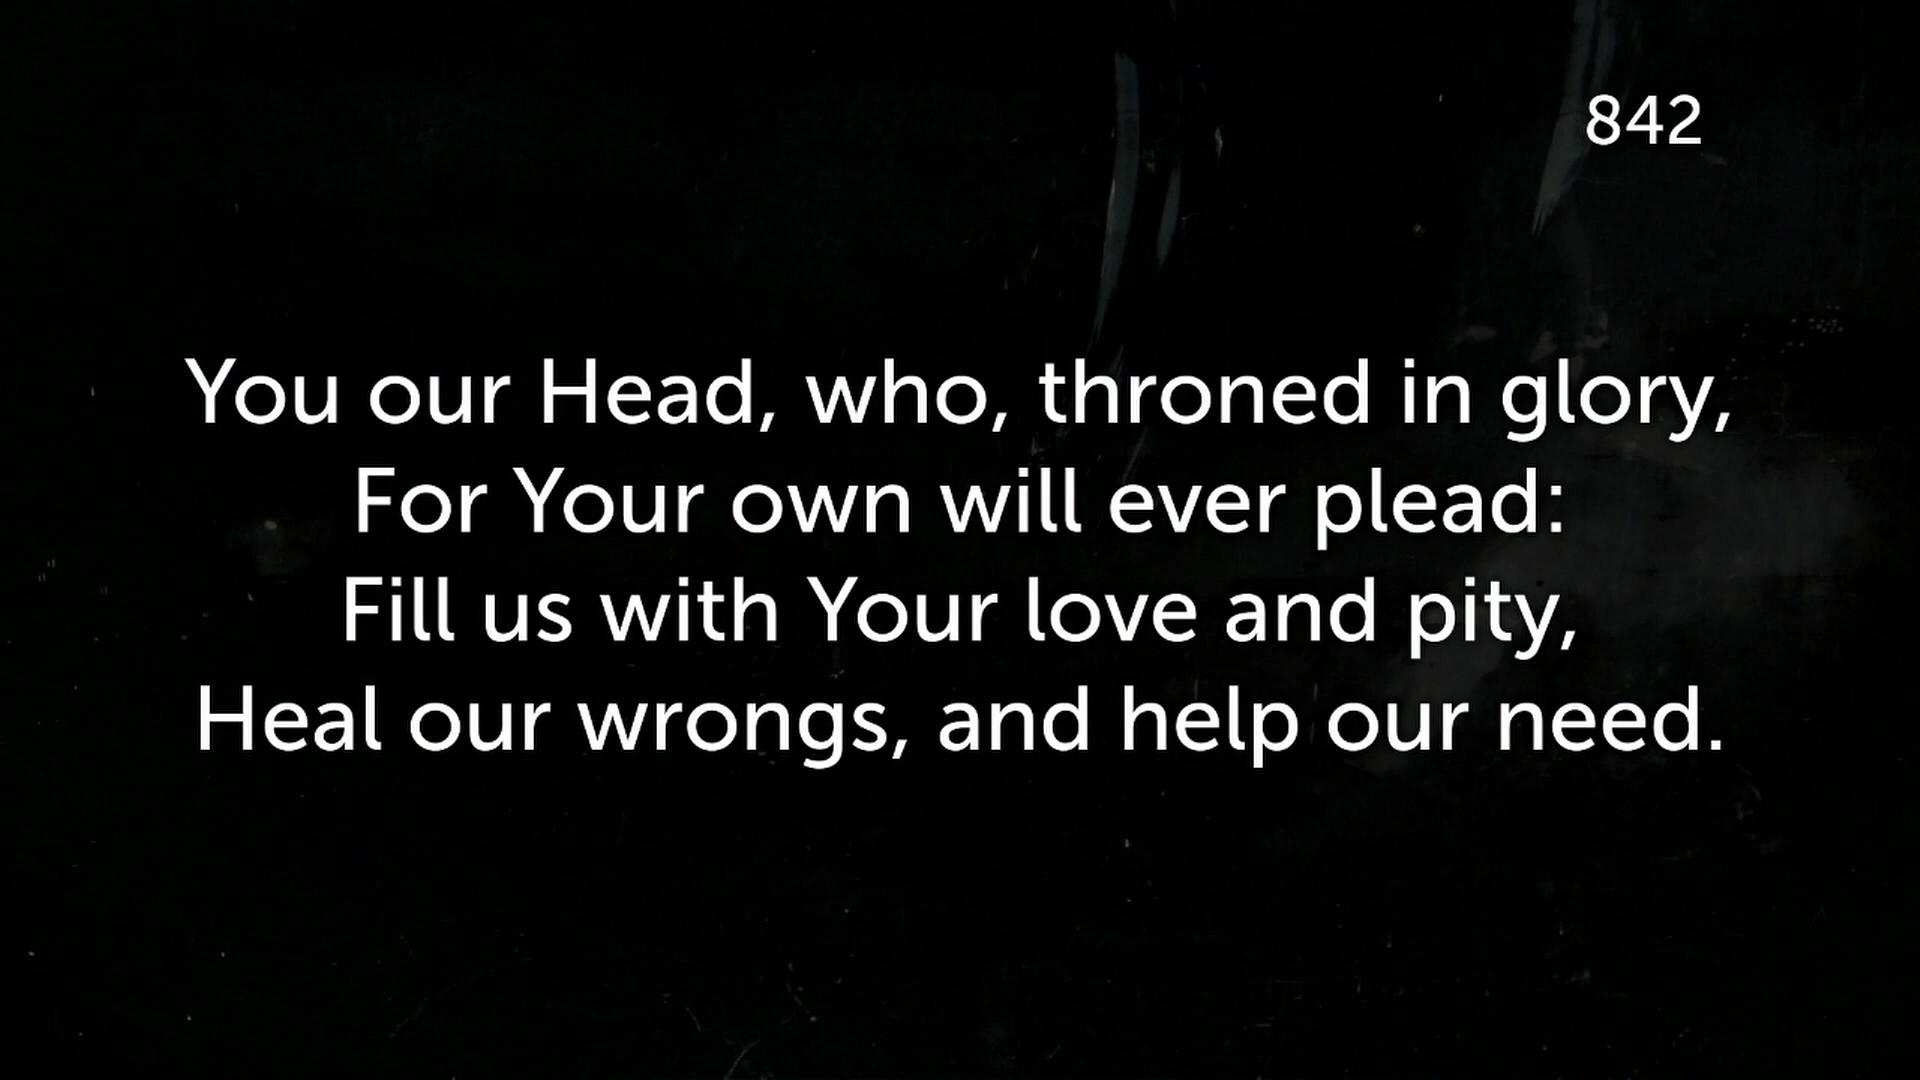 842
You our Head, who, throned in glory,
For Your own will ever plead:
Fill us with Your love and pity,
Heal our wrongs, and help our need.